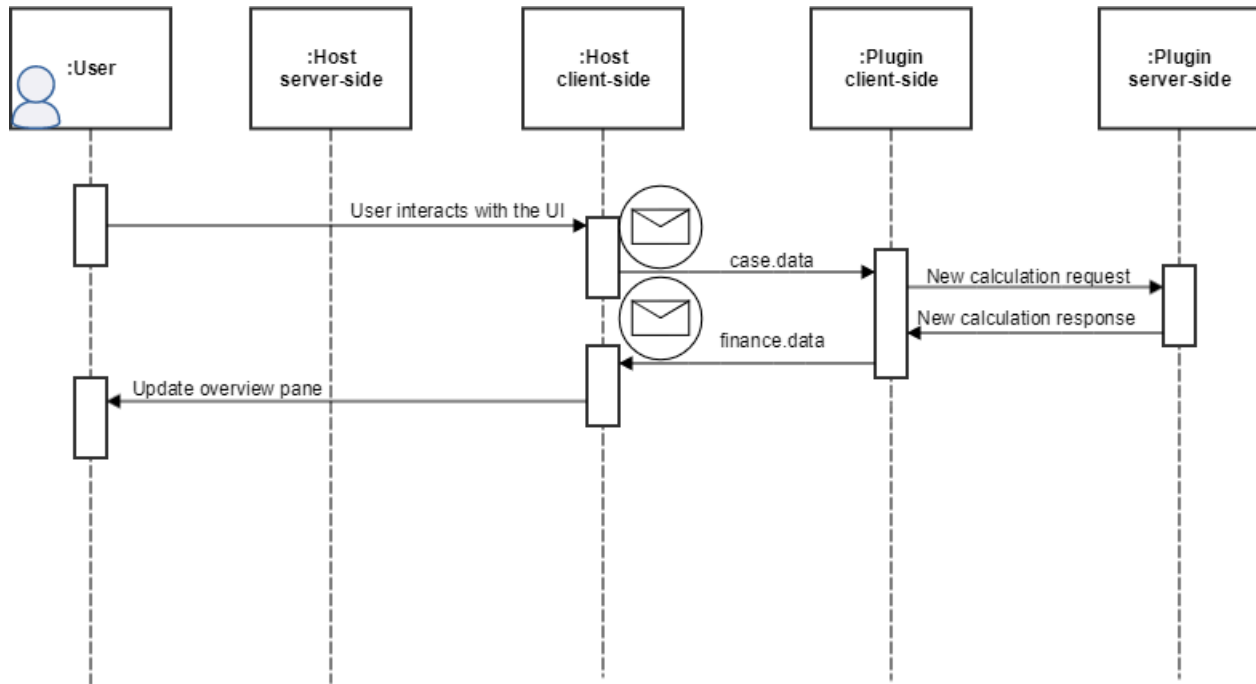 :User
:Host
server-side
:Host
client-side
:Plugin
client-side
:Plugin
server-side
User interacts with the UI
case.data
New calculation request
New calculation response
finance.data
Update overview pane